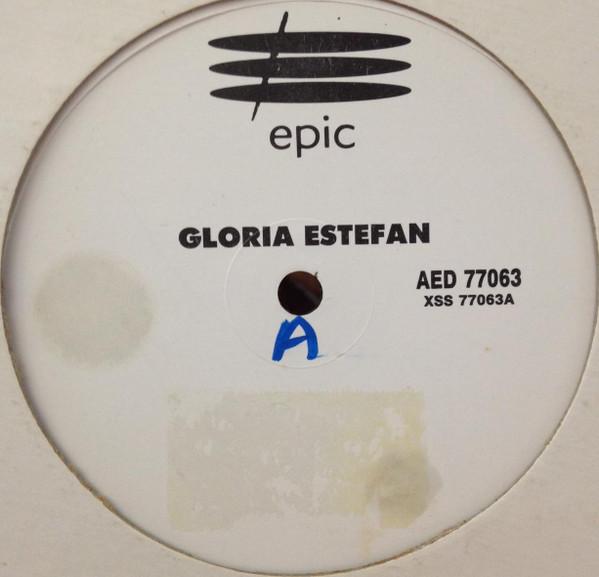 epic
GLORIA ESTEFAN
AED 77063
XSS 77063A
A